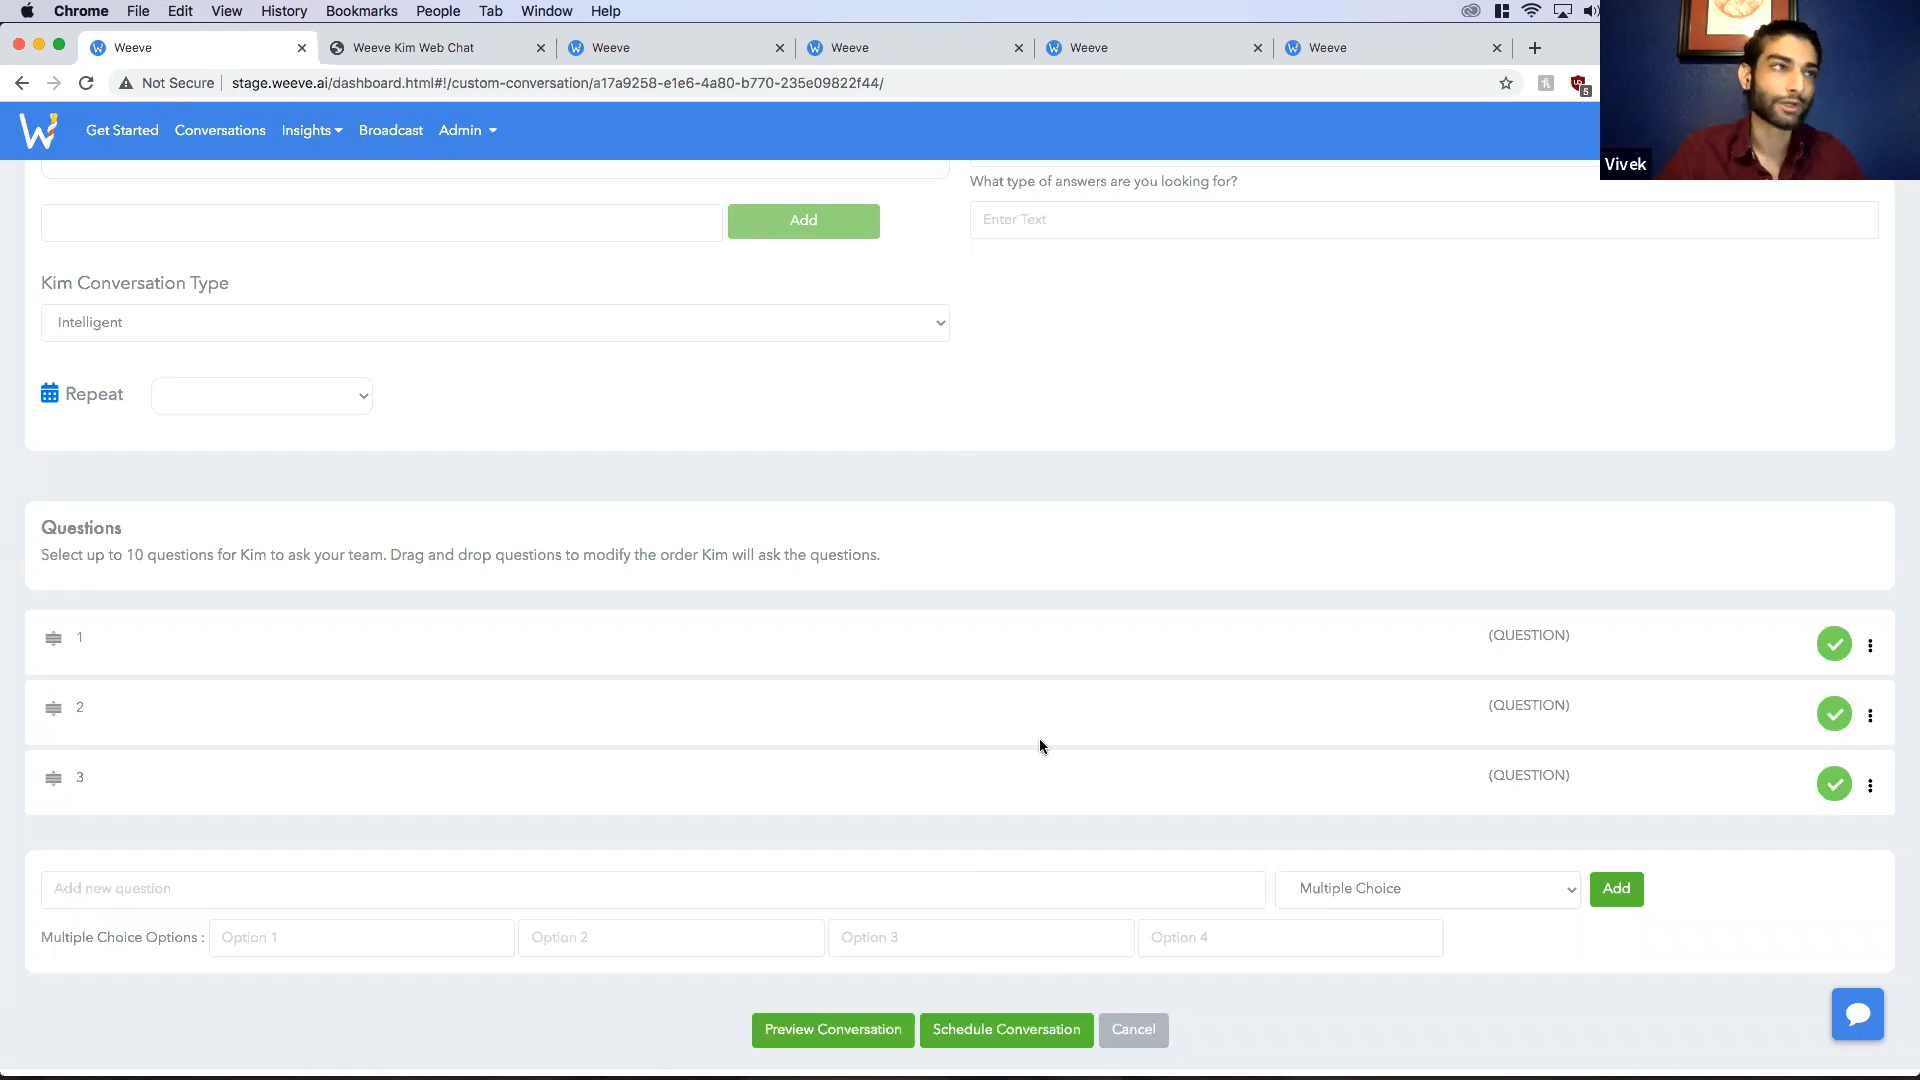 Chrome File Edit View History Bookmarks People Tab Window Help
Weeve
Weeve Kim Web Chat
Weeve
Weeve
Weeve
Weeve
Not Secure stage.weeve.ai/dashboard.html#!/custom-conversation/a17a9258-e1e6-4a80-b770-235e09822f44/
5
W Get Started Conversations Insights Broadcast Admin
Vivek
What type of answers are you looking for?
Add
Enter Text
Kim Conversation Type
Intelligent
Repeat
Questions
Select up to 10 questions for Kim to ask your team. Drag and drop questions to modify the order Kim will ask the questions.
1 (QUESTION)
2 (QUESTION)
3 (QUESTION)
Add new question Multiple Choice Add
Multiple Choice Options : Option 1 Option 2 Option 3 Option 4
Preview Conversation Schedule Conversation Cancel